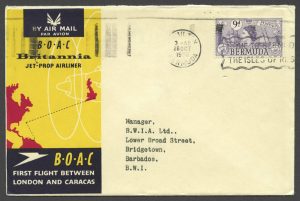 BY AIR MAIL
PAR AVION
B·O·A·C
Britannia
JET-PROP AIRLINER
B·O·A·C
FIRST FLIGHT BETWEEN
LONDON AND CARACAS
9d
BERMUDA
THE ISLES OF
Manager,
B.W.I.A. Ltd.,
Lower Broad Street,
Bridgetown,
Barbados.
B.W.I.